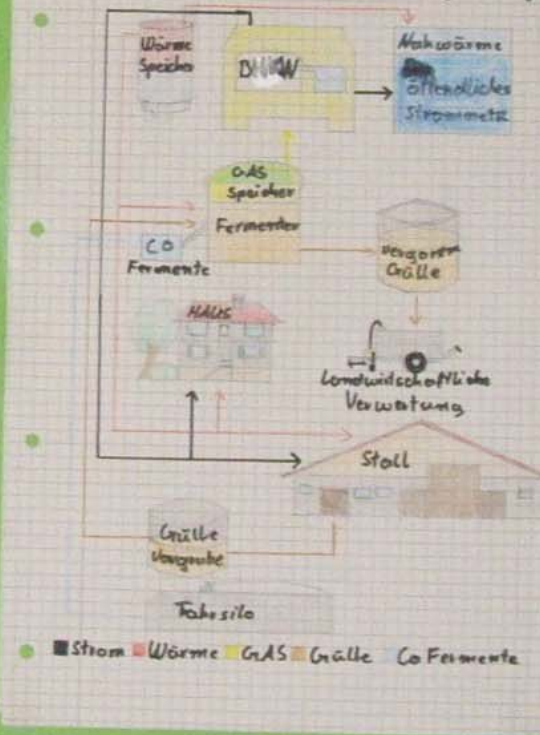 Wärme
Speicher
BHKW
Nahwärme
öffendliches
Stromnetz
GAS
Speicher
Fermenter
CO
Fermente
vergorene
Gülle
HAUS
Landwirtschaftliche
Verwertung
Stall
Gülle
Vorgrube
Fahrsilo
Strom Wärme GAS Gülle Co Fermente